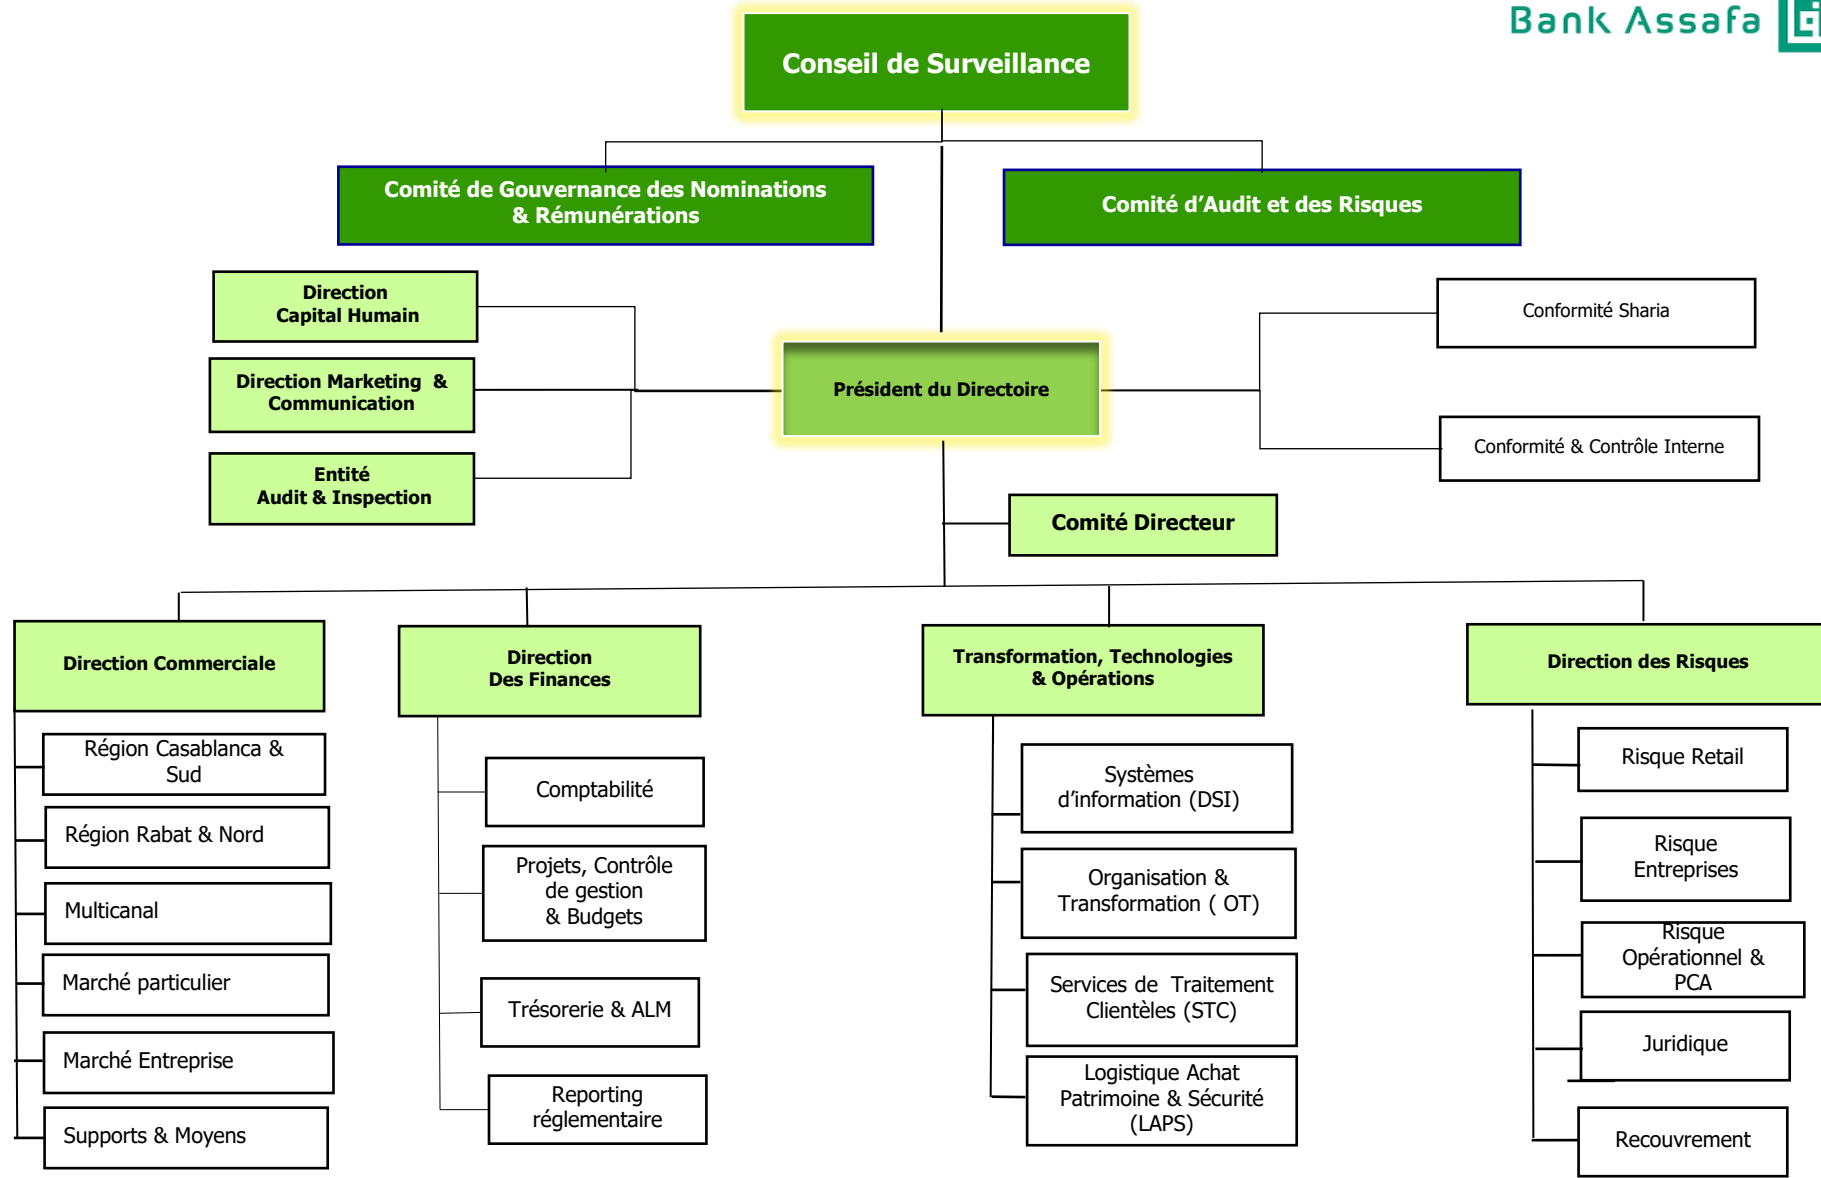 Bank Assafa
Conseil de Surveillance
Comité de Gouvernance des Nominations
& Rémunérations
Comité d’Audit et des Risques
Direction
Capital Humain
Direction Marketing &
Communication
Entité
Audit & Inspection
Président du Directoire
Conformité Sharia
Conformité & Contrôle Interne
Comité Directeur
Direction Commerciale
Région Casablanca &
Sud
Région Rabat & Nord
Multicanal
Marché particulier
Marché Entreprise
Supports & Moyens
Direction
Des Finances
Comptabilité
Projets, Contrôle
de gestion
& Budgets
Trésorerie & ALM
Reporting
réglementaire
Transformation, Technologies
& Opérations
Systèmes
d’information (DSI)
Organisation &
Transformation ( OT)
Services de Traitement
Clientèles (STC)
Logistique Achat
Patrimoine & Sécurité
(LAPS)
Direction des Risques
Risque Retail
Risque
Entreprises
Risque
Opérationnel &
PCA
Juridique
Recouvrement